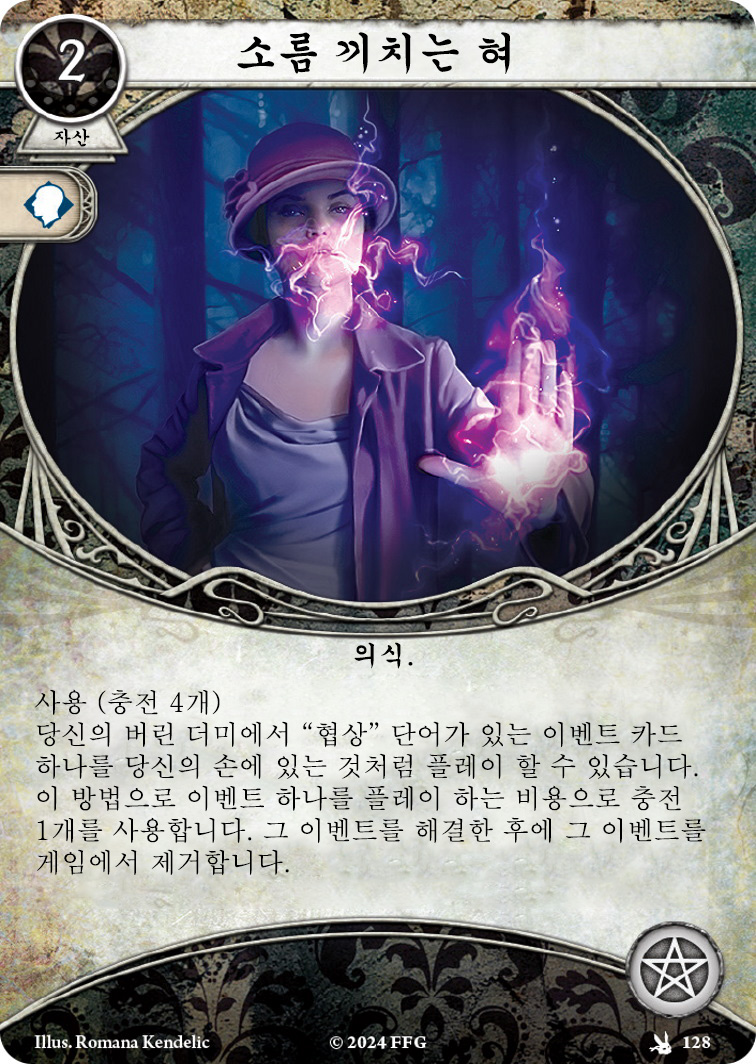 2
소름 끼치는 혀
자산
의식.
사용 (충전 4개)
당신의 버린 더미에서 “협상” 단어가 있는 이벤트 카드
하나를 당신의 손에 있는 것처럼 플레이 할 수 있습니다.
이 방법으로 이벤트 하나를 플레이 하는 비용으로 충전
1개를 사용합니다. 그 이벤트를 해결한 후에 그 이벤트를
게임에서 제거합니다.
Illus. Romana Kendelic
© 2024 FFG
128